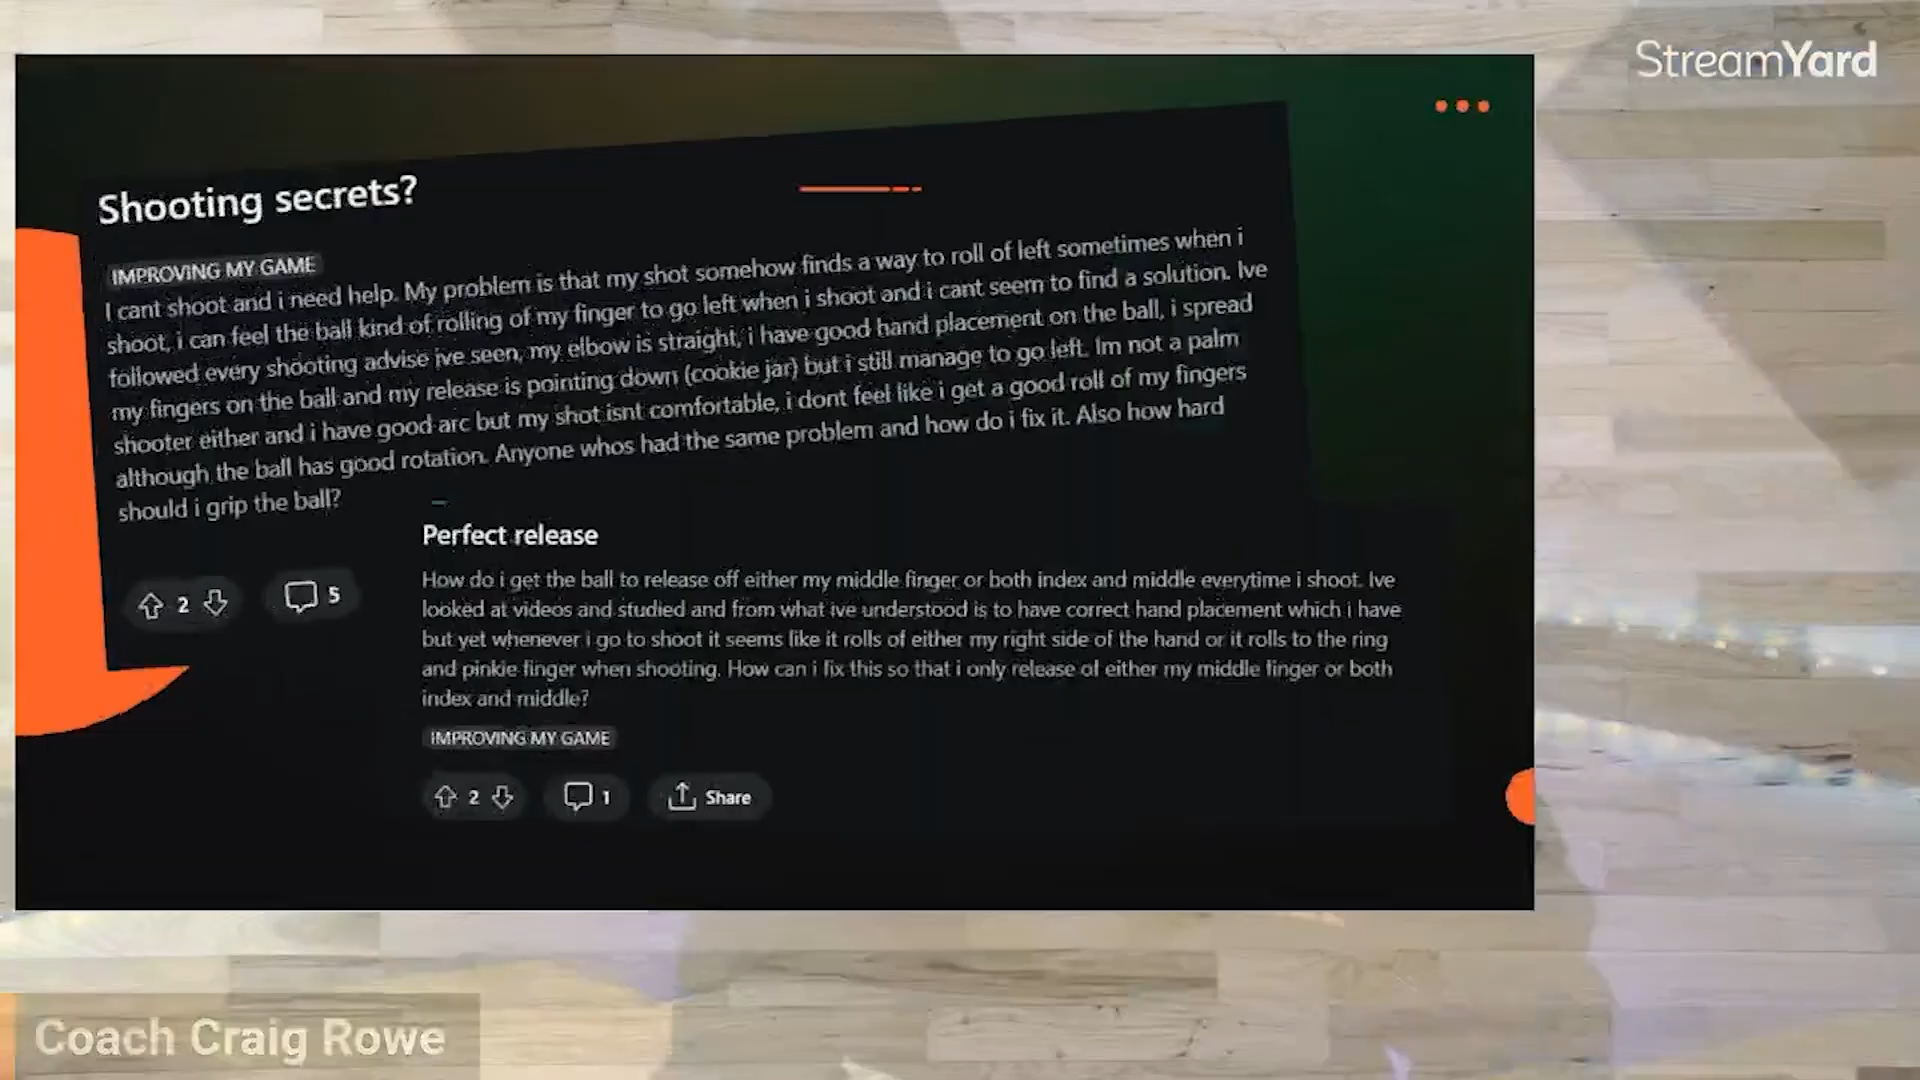 StreamYard
Shooting secrets?
IMPROVING MY GAME
I cant shoot and i need help. My problem is that my shot somehow finds a way to roll of left sometimes when i
shoot, i can feel the ball kind of rolling of my finger to go left when i shoot and i cant seem to find a solution. Ive
followed every shooting advise ive seen, my elbow is straight, i have good hand placement on the ball, i spread
my fingers on the ball and my release is pointing down (cookie jar) but i still manage to go left. Im not a palm
shooter either and i have good arc but my shot isnt comfortable, i dont feel like i get a good roll of my fingers
although the ball has good rotation. Anyone whos had the same problem and how do i fix it. Also how hard
should i grip the ball?
2 5
Perfect release
How do i get the ball to release off either my middle finger or both index and middle everytime i shoot. Ive
looked at videos and studied and from what ive understood is to have correct hand placement which i have
but yet whenever i go to shoot it seems like it rolls of either my right side of the hand or it rolls to the ring
and pinkie finger when shooting. How can i fix this so that i only release of either my middle finger or both
index and middle?
IMPROVING MY GAME
2 1 Share
Coach Craig Rowe